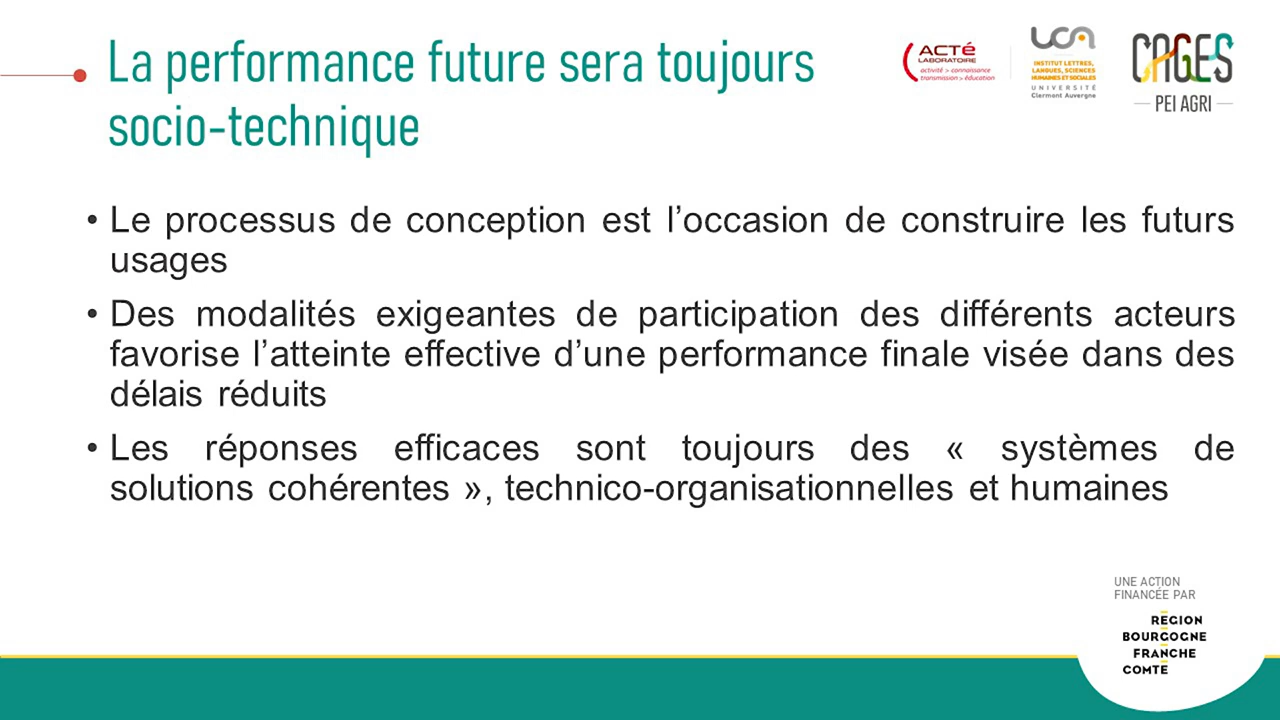 La performance future sera toujours
socio-technique
ACTé
LABORATOIRE
activité > connaissance
transmission > éducation
UCA
INSTITUT LETTRES,
LANGUES, SCIENCES
HUMAINES ET SOCIALES
UNIVERSITÉ
Clermont Auvergne
CAGES
PEI AGRI
• Le processus de conception est l’occasion de construire les futurs
usages
• Des modalités exigeantes de participation des différents acteurs
favorise l’atteinte effective d’une performance finale visée dans des
délais réduits
• Les réponses efficaces sont toujours des « systèmes de
solutions cohérentes », technico-organisationnelles et humaines
UNE ACTION
FINANCÉE PAR
RÉGION
BOURGOGNE
FRANCHE
COMTÉ